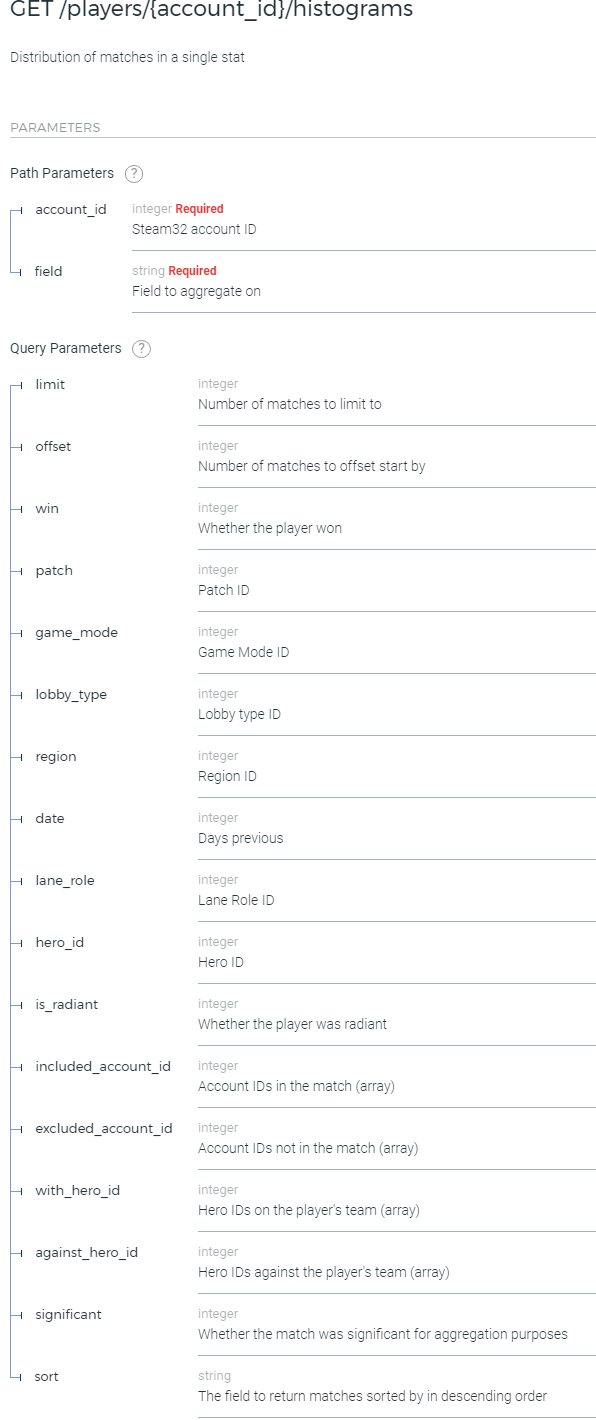 GET /players/{account_id}/histograms
Distribution of matches in a single stat
PARAMETERS
Path Parameters ?
account_id integer Required
Steam32 account ID
field string Required
Field to aggregate on
Query Parameters ?
limit integer
Number of matches to limit to
offset integer
Number of matches to offset start by
win integer
Whether the player won
patch integer
Patch ID
game_mode integer
Game Mode ID
lobby_type integer
Lobby type ID
region integer
Region ID
date integer
Days previous
lane_role integer
Lane Role ID
hero_id integer
Hero ID
is_radiant integer
Whether the player was radiant
included_account_id integer
Account IDs in the match (array)
excluded_account_id integer
Account IDs not in the match (array)
with_hero_id integer
Hero IDs on the player's team (array)
against_hero_id integer
Hero IDs against the player's team (array)
significant integer
Whether the match was significant for aggregation purposes
sort string
The field to return matches sorted by in descending order